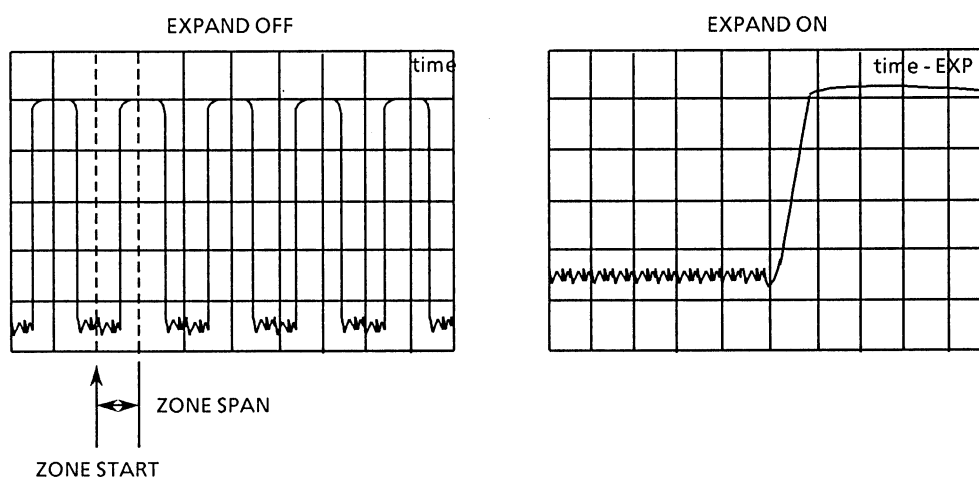 EXPAND OFF
time
ZONE SPAN
ZONE START
EXPAND ON
time - EXP